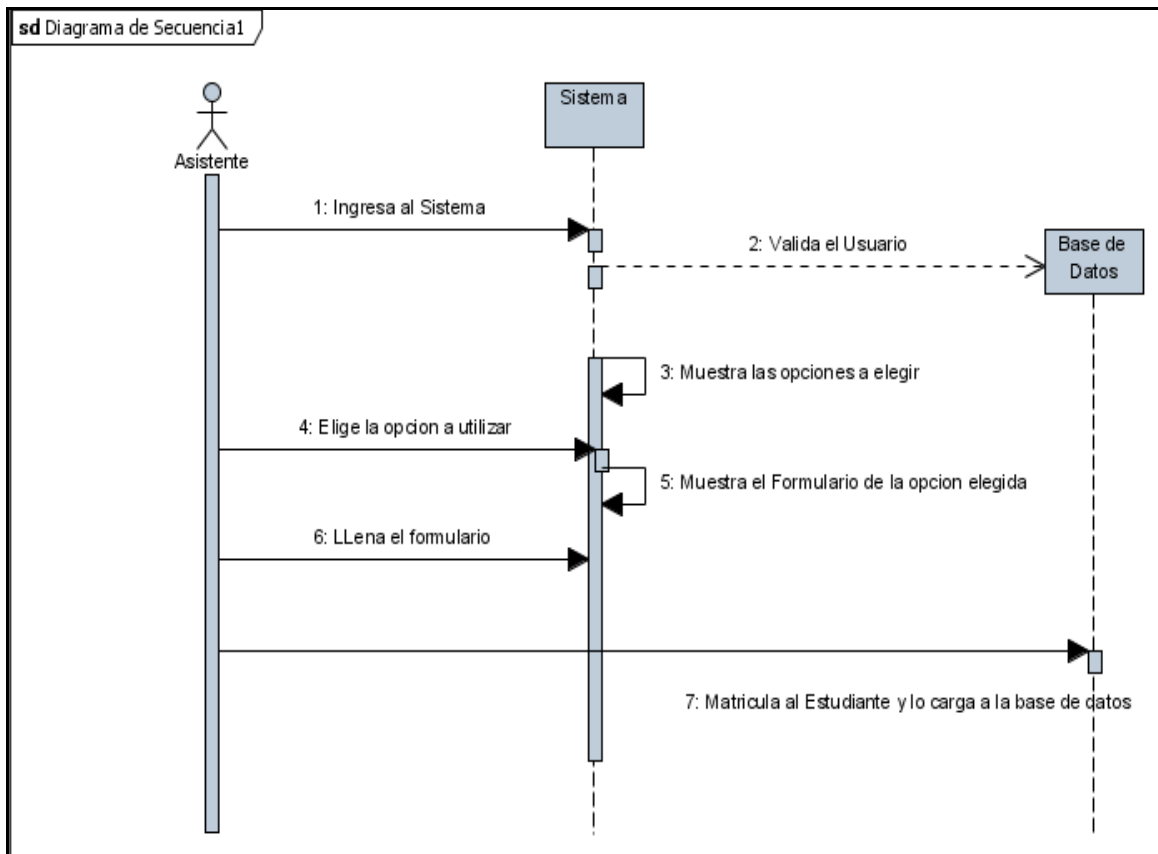 sd Diagrama de Secuencia1
Sistema
Asistente
1: Ingresa al Sistema
2: Valida el Usuario
Base de
Datos
3: Muestra las opciones a elegir
4: Elige la opcion a utilizar
5: Muestra el Formulario de la opcion elegida
6: LLena el formulario
7: Matricula al Estudiante y lo carga a la base de datos